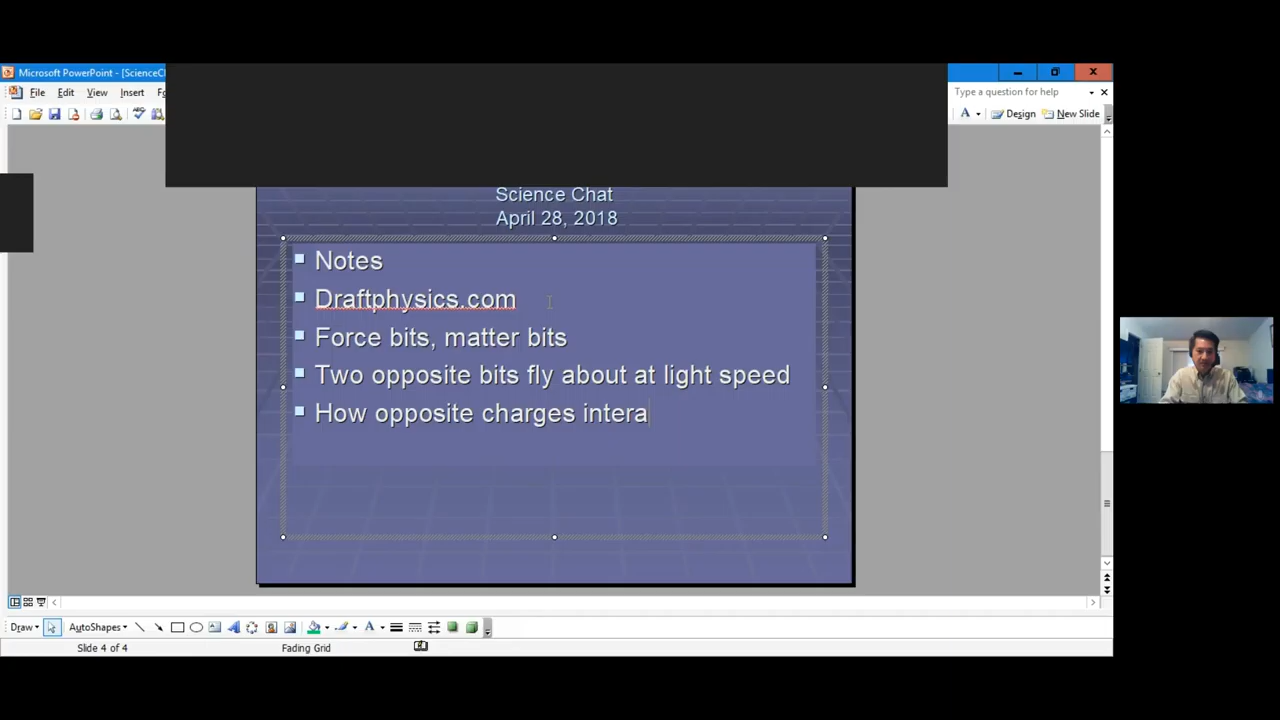 Microsoft PowerPoint - [ScienceCh
File Edit View Insert Fo
Type a question for help
A Design New Slide
Science Chat
April 28, 2018
Notes
Draftphysics.com
Force bits, matter bits
Two opposite bits fly about at light speed
How opposite charges intera
Draw AutoShapes A
Slide 4 of 4 Fading Grid